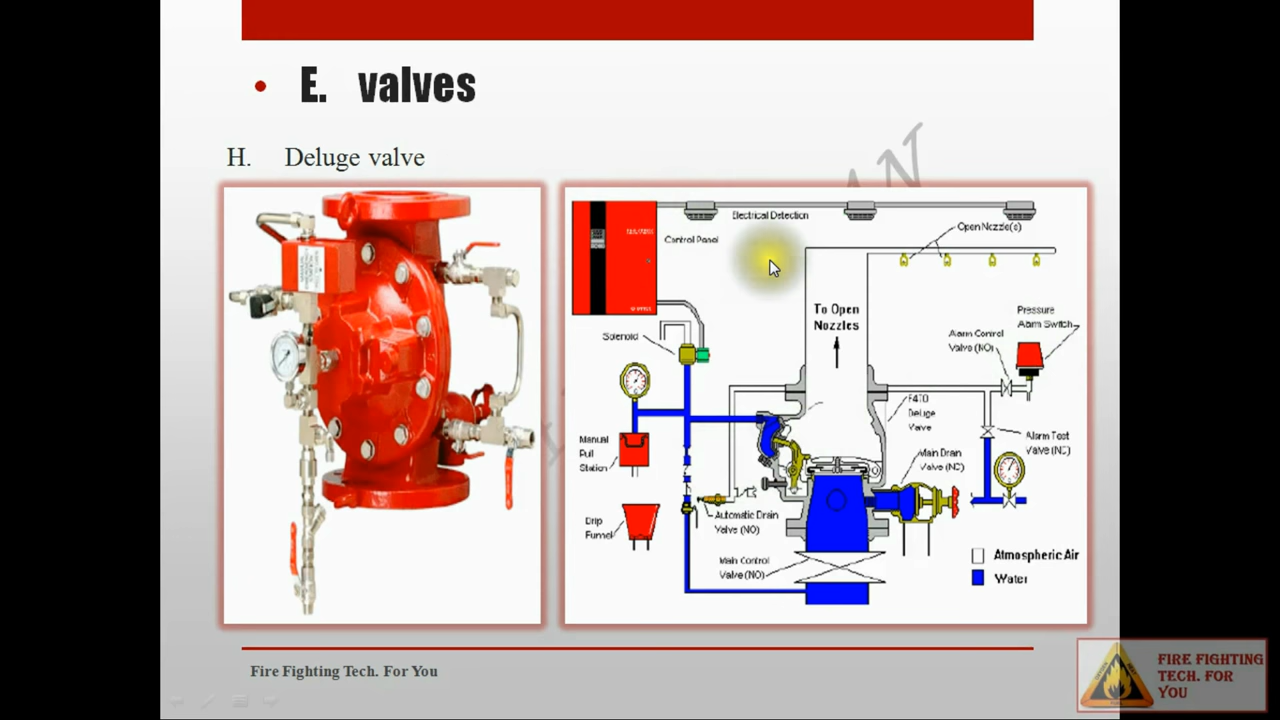 • E. valves
H. Deluge valve
Electrical Detection
Control Panel
Open Nozzle(s)
To Open
Nozzles
Pressure
Alarm Switch
Alarm Control
Valve (NO)
Solenoid
F470
Deluge
Valve
Manual
Pull
Station
Main Drain
Valve (NC)
Alarm Test
Valve (NC)
Drip
Funnel
Automatic Drain
Valve (NO)
Main Control
Valve (NO)
Atmospheric Air
Water
Fire Fighting Tech. For You
FIRE FIGHTING
TECH. FOR
YOU